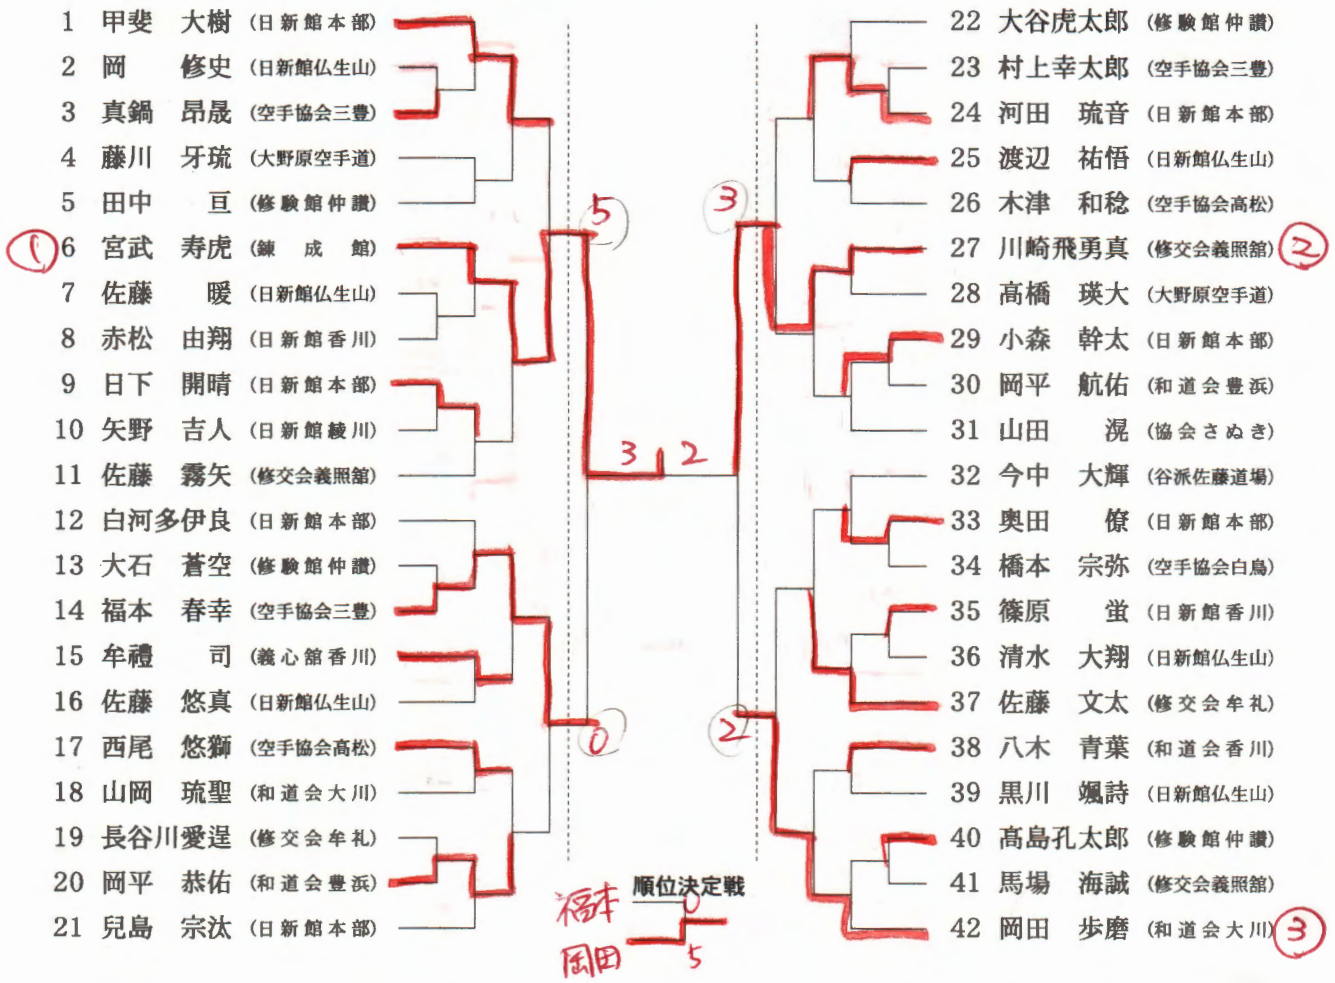 1 甲斐 大樹 (日新館本部)
2 岡 修史 (日新館仏生山)
3 真鍋 昂晟 (空手協会三豊)
4 藤川 牙琉 (大野原空手道)
5 田中 亘 (修験館仲讃)
① 6 宮武 寿虎 (錬成館)
7 佐藤 暖 (日新館仏生山)
8 赤松 由翔 (日新館香川)
9 日下 開晴 (日新館本部)
10 矢野 吉人 (日新館綾川)
11 佐藤 霧矢 (修交会義照舘)
12 白河多伊良 (日新館本部)
13 大石 蒼空 (修験館仲讃)
14 福本 春幸 (空手協会三豊)
15 牟禮 司 (義心舘香川)
16 佐藤 悠真 (日新館仏生山)
17 西尾 悠獅 (空手協会高松)
18 山岡 琉聖 (和道会大川)
19 長谷川愛逞 (修交会牟礼)
20 岡平 恭佑 (和道会豊浜)
21 兒島 宗汰 (日新館本部)
5
3
3 2
0
2
順位決定戦
福本 0
岡田 5
22 大谷虎太郎 (修験館仲讃)
23 村上幸太郎 (空手協会三豊)
24 河田 琉音 (日新館本部)
25 渡辺 祐悟 (日新館仏生山)
26 木津 和稔 (空手協会高松)
27 川崎飛勇真 (修交会義照舘) ②
28 高橋 瑛大 (大野原空手道)
29 小森 幹太 (日新館本部)
30 岡平 航佑 (和道会豊浜)
31 山田 滉 (協会さぬき)
32 今中 大輝 (谷派佐藤道場)
33 奥田 僚 (日新館本部)
34 橋本 宗弥 (空手協会白鳥)
35 篠原 蛍 (日新館香川)
36 清水 大翔 (日新館仏生山)
37 佐藤 文太 (修交会牟礼)
38 八木 青葉 (和道会香川)
39 黒川 颯詩 (日新館仏生山)
40 髙島孔太郎 (修験館仲讃)
41 馬場 海誠 (修交会義照舘)
42 岡田 歩磨 (和道会大川) ③